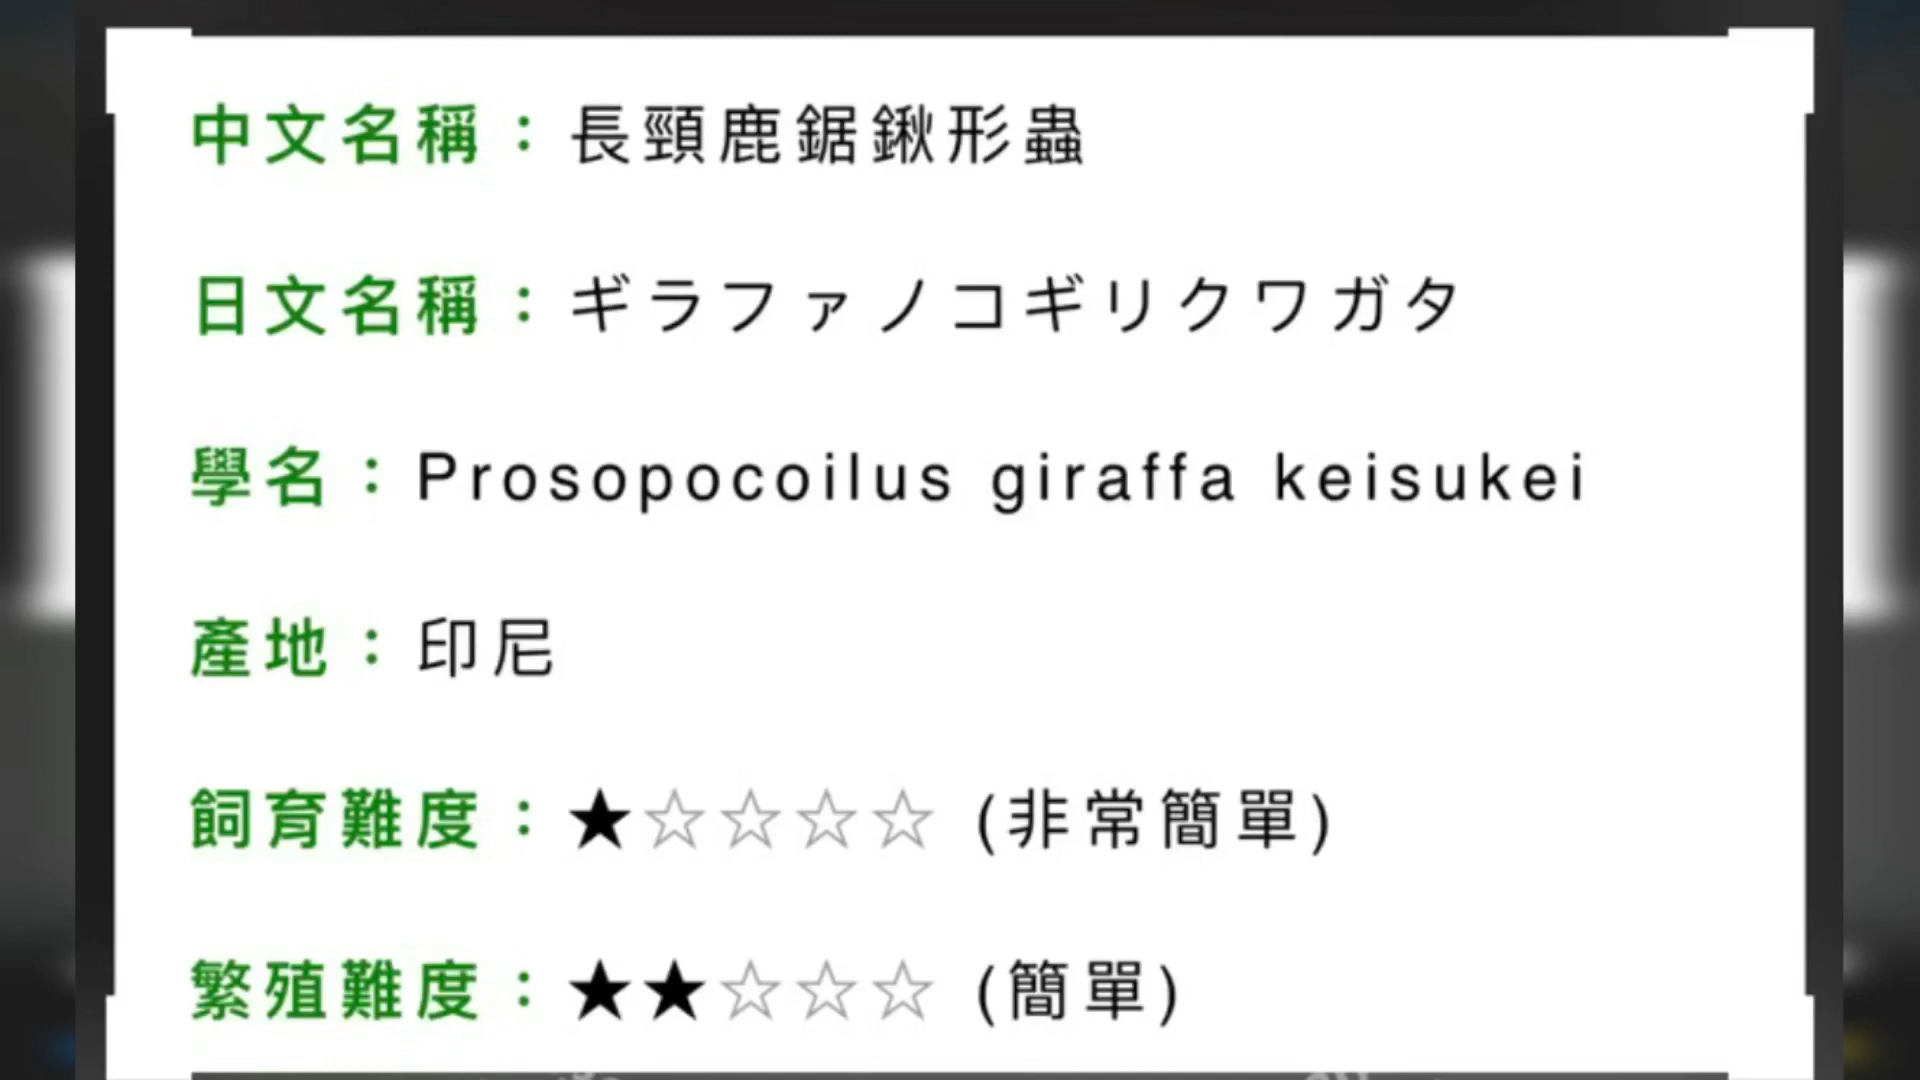 中文名稱：長頸鹿鋸鍬形蟲
日文名稱：ギラファノコギリクワガタ
學名：Prosopocoilus giraffa keisukei
產地：印尼
飼育難度：★☆☆☆☆ (非常簡單)
繁殖難度：★★☆☆☆ (簡單)